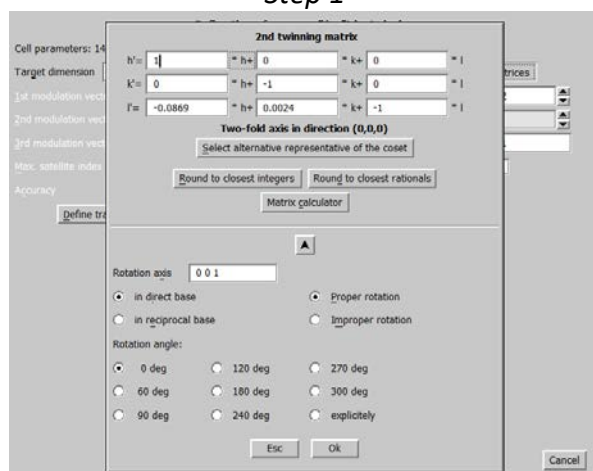 Step 1
Cell parameters: 14
2nd twinning matrix
h'= 1 * h+ 0 * k+ 0 * l
Target dimension
trices
k'= 0 * h+ -1 * k+ 0 * l
1st modulation vect
l'= -0.0869 * h+ 0.0024 * k+ -1 * l
2nd modulation vect
Two-fold axis in direction (0,0,0)
3rd modulation vect
Select alternative representative of the coset
Max. satellite index
Round to closest integers Round to closest rationals
Accuracy
Matrix calculator
Define tra
Rotation axis 0 0 1
in direct base Proper rotation
in reciprocal base Improper rotation
Rotation angle:
0 deg 120 deg 270 deg
60 deg 180 deg 300 deg
90 deg 240 deg explicitely
Esc Ok
Cancel